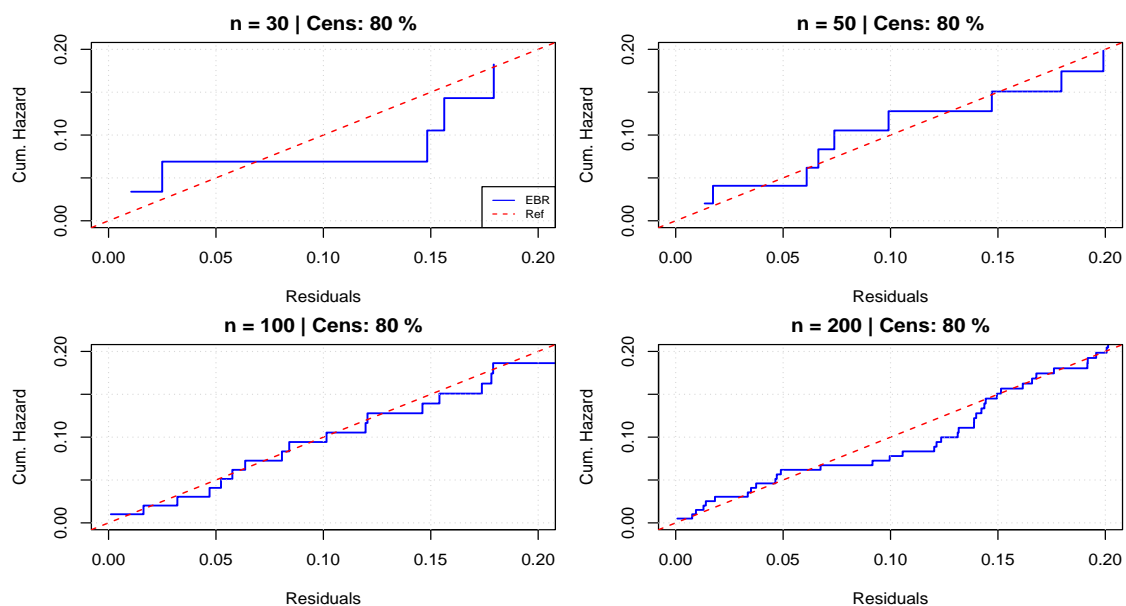 n = 30 | Cens: 80 %
Cum. Hazard
0.20
0.10
0.00
EBR
Ref
0.00 0.05 0.10 0.15 0.20
Residuals
n = 50 | Cens: 80 %
Cum. Hazard
0.20
0.10
0.00
0.00 0.05 0.10 0.15 0.20
Residuals
n = 100 | Cens: 80 %
Cum. Hazard
0.20
0.10
0.00
0.00 0.05 0.10 0.15 0.20
Residuals
n = 200 | Cens: 80 %
Cum. Hazard
0.20
0.10
0.00
0.00 0.05 0.10 0.15 0.20
Residuals